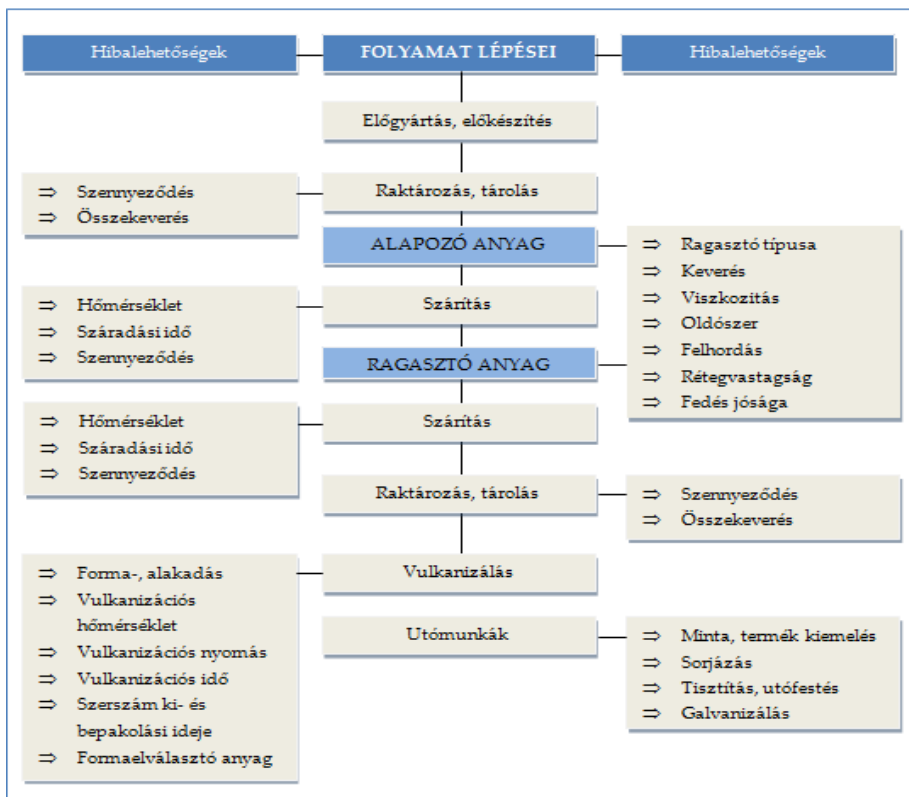 Hibalehetőségek
FOLYAMAT LÉPÉSEI
Hibalehetőségek
Előgyártás, előkészítés
⇒ Szennyeződés
⇒ Összekeverés
Raktározás, tárolás
ALAPOZÓ ANYAG
⇒ Ragasztó típusa
⇒ Keverés
⇒ Viszkozitás
⇒ Oldószer
⇒ Felhordás
⇒ Rétegvastagság
⇒ Fedés jósága
⇒ Hőmérséklet
⇒ Száradási idő
⇒ Szennyeződés
Szárítás
RAGASZTÓ ANYAG
⇒ Hőmérséklet
⇒ Száradási idő
⇒ Szennyeződés
Szárítás
Raktározás, tárolás
⇒ Szennyeződés
⇒ Összekeverés
⇒ Forma-, alakadás
⇒ Vulkanizációs
hőmérséklet
⇒ Vulkanizációs nyomás
⇒ Vulkanizációs idő
⇒ Szerszám ki- és
bepakolási ideje
⇒ Formaelválasztó anyag
Vulkanizálás
Utómunkák
⇒ Minta, termék kiemelés
⇒ Sorjázás
⇒ Tisztítás, utófestés
⇒ Galvanizálás